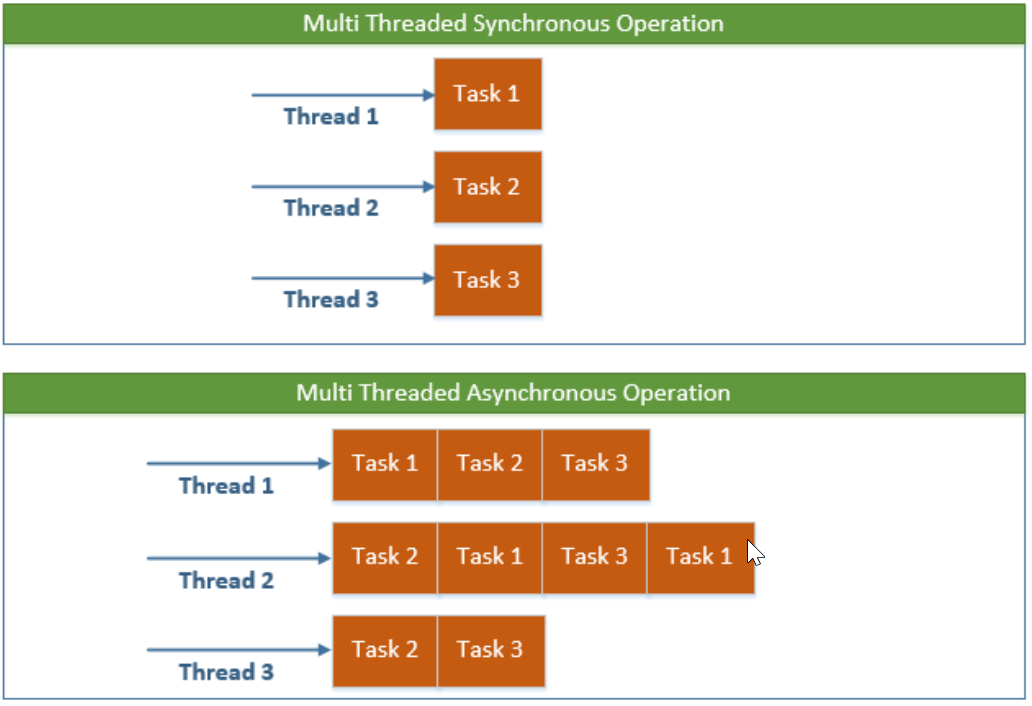 Multi Threaded Synchronous Operation
Task 1
Thread 1
Task 2
Thread 2
Task 3
Thread 3
Multi Threaded Asynchronous Operation
Task 1 Task 2 Task 3
Thread 1
Task 2 Task 1 Task 3 Task 1
Thread 2
Task 2 Task 3
Thread 3